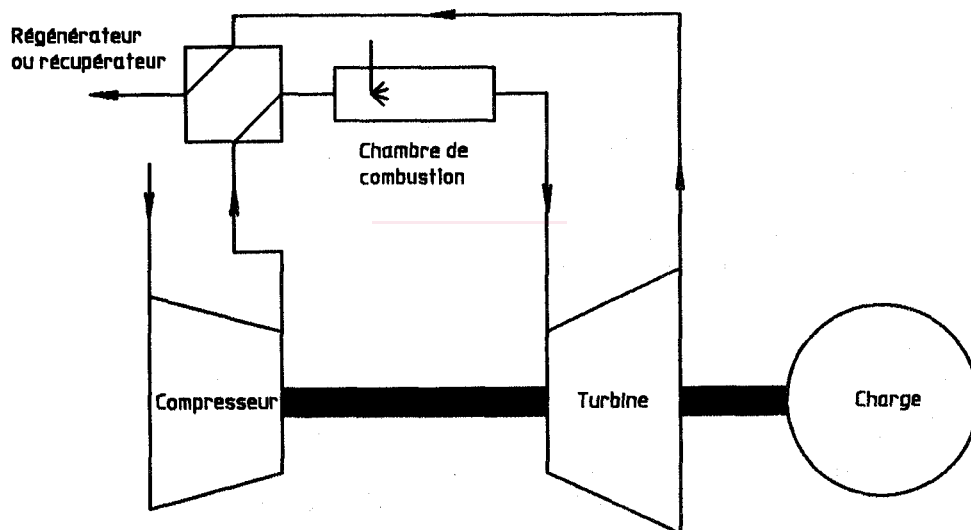 Régénérateur
ou récupérateur
Chambre de
combustion
Compresseur
Turbine
Charge